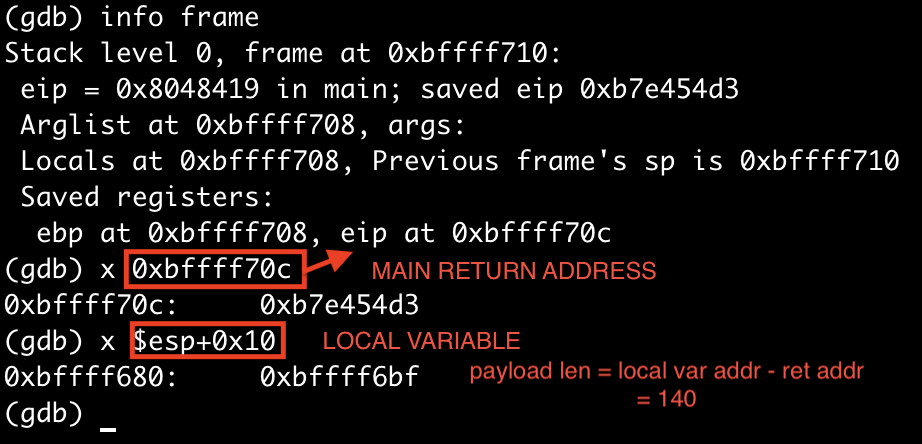 (gdb) info frame
Stack level 0, frame at 0xbffff710:
 eip = 0x8048419 in main; saved eip 0xb7e454d3
 Arglist at 0xbffff708, args:
 Locals at 0xbffff708, Previous frame's sp is 0xbffff710
 Saved registers:
  ebp at 0xbffff708, eip at 0xbffff70c
(gdb) x 0xbffff70c MAIN RETURN ADDRESS
0xbffff70c:     0xb7e454d3
(gdb) x $esp+0x10 LOCAL VARIABLE
0xbffff680:     0xbffff6bf payload len = local var addr - ret addr
= 140
(gdb) _